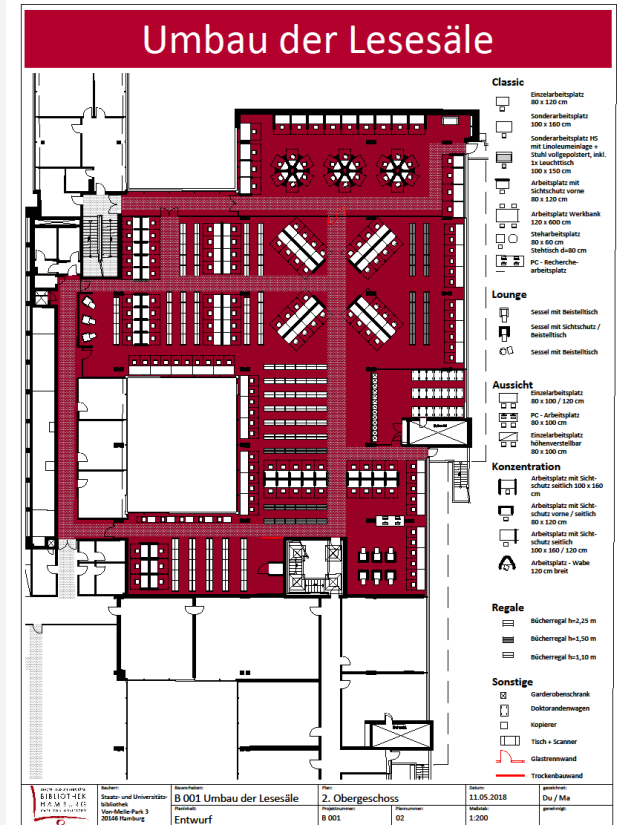 Umbau der Lesesäle
Classic
Einzelarbeitsplatz
80 x 120 cm
Sonderarbeitsplatz
100 x 160 cm
Sonderarbeitsplatz HS
mit Linoleumeinlage +
Stuhl vollgepolstert, inkl.
1x Leuchttisch
100 x 150 cm
Arbeitsplatz mit
Sichtschutz vorne
80 x 120 cm
Arbeitsplatz Werkbank
120 x 600 cm
Steharbeitsplatz
80 x 60 cm
Stehtisch d=80 cm
PC - Recherche-
arbeitsplatz
Lounge
Sessel mit Beistelltisch
Sessel mit Sichtschutz /
Beistelltisch
Sessel mit Beistelltisch
Aussicht
Einzelarbeitsplatz
80 x 100 / 120 cm
PC - Arbeitsplatz
80 x 100 cm
Einzelarbeitsplatz
höhenverstellbar
80 x 100 cm
Konzentration
Arbeitsplatz mit Sicht-
schutz seitlich 100 x 160
cm
Arbeitsplatz mit Sicht-
schutz vorne / seitlich
80 x 120 cm
Arbeitsplatz mit Sicht-
schutz seitlich
100 x 160 / 120 cm
Arbeitsplatz - Wabe
120 cm breit
Regale
Bücherregal h=2,25 m
Bücherregal h=1,50 m
Bücherregal h=1,10 m
Sonstige
Garderobenschrank
Doktorandenwagen
Kopierer
Tisch + Scanner
Glastrennwand
Trockenbauwand
BIBLIOTHEK
HAMBURG
Bauherr:
Staats- und Universitäts-
bibliothek
Von-Melle-Park 3
20146 Hamburg
Bauvorhaben:
B 001 Umbau der Lesesäle
Planinhalt:
Entwurf
Plan:
2. Obergeschoss
Projektnummer:
B 001
Plannummer:
02
Datum:
11.05.2018
Maßstab:
1:200
gezeichnet:
Du / Ma
genehmigt: